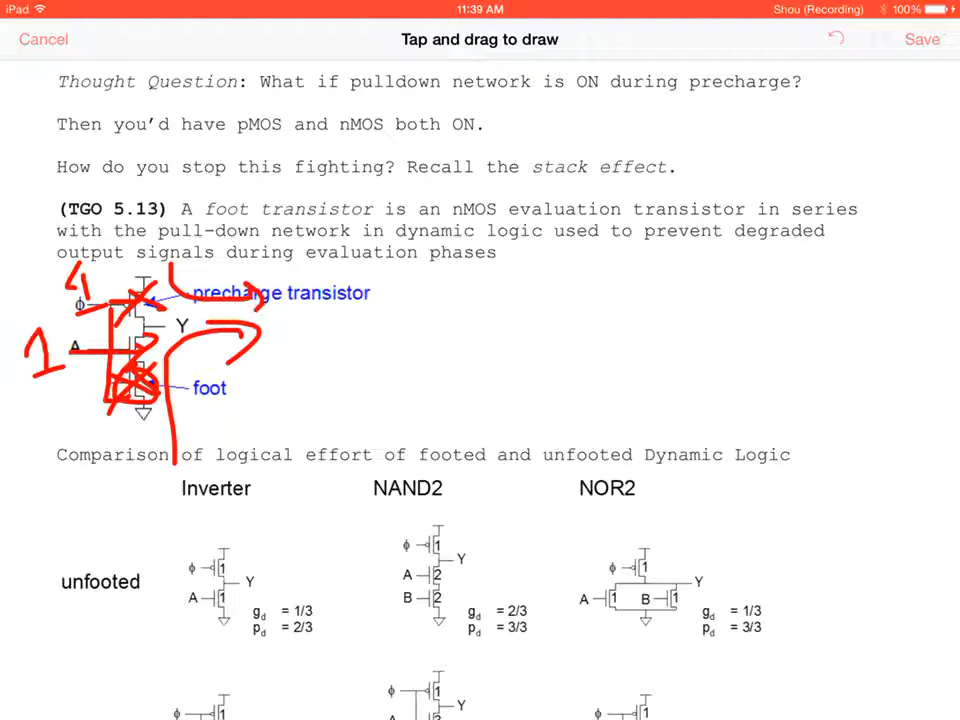 iPad 11:39 AM Shou (Recording) 100%
Cancel Tap and drag to draw Save
Thought Question: What if pulldown network is ON during precharge?
Then you'd have pMOS and nMOS both ON.
How do you stop this fighting? Recall the stack effect.
(TGO 5.13) A foot transistor is an nMOS evaluation transistor in series
with the pull-down network in dynamic logic used to prevent degraded
output signals during evaluation phases
ϕ precharge transistor
Y
1 A
foot
Comparison of logical effort of footed and unfooted Dynamic Logic
Inverter NAND2 NOR2
unfooted
ϕ 1
Y
A 1
g_d = 1/3
p_d = 2/3
ϕ 1
Y
A 2
B 2
g_d = 2/3
p_d = 3/3
ϕ 1
Y
A 1 B 1
g_d = 1/3
p_d = 3/3
ϕ 1
ϕ 1
Y
ϕ 1